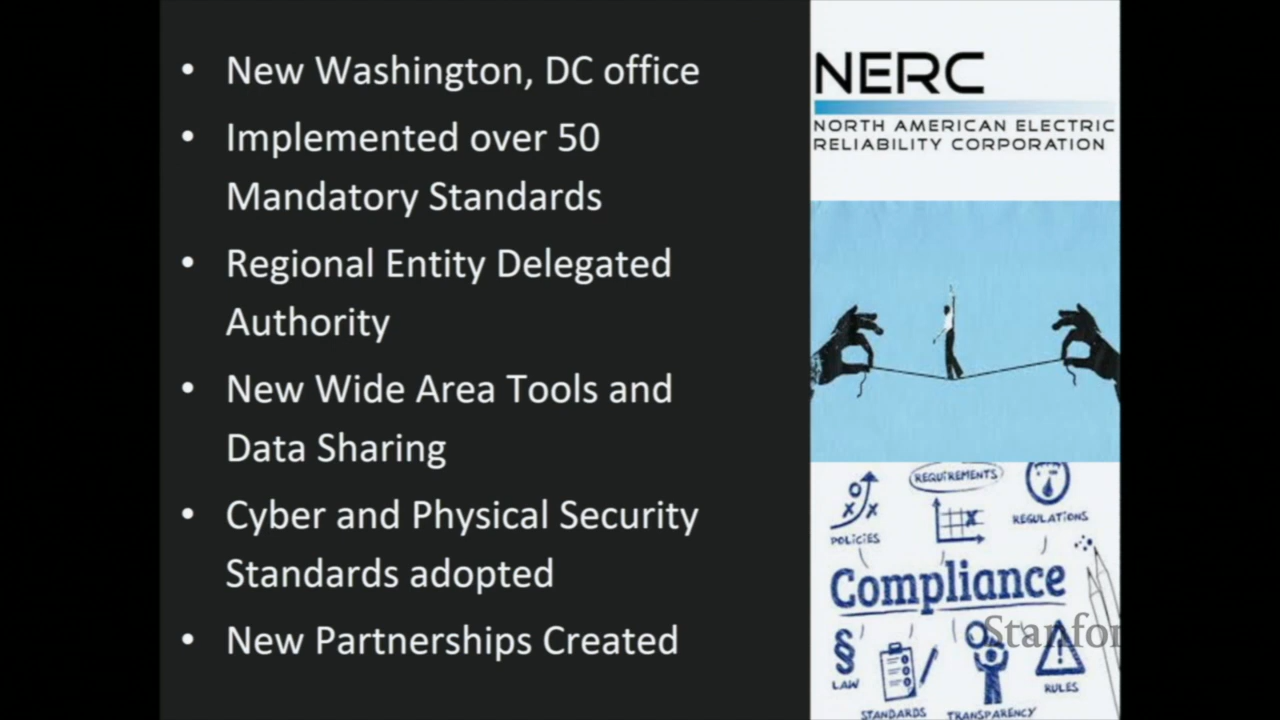 • New Washington, DC office
• Implemented over 50
Mandatory Standards
• Regional Entity Delegated
Authority
• New Wide Area Tools and
Data Sharing
• Cyber and Physical Security
Standards adopted
• New Partnerships Created
NERC
NORTH AMERICAN ELECTRIC
RELIABILITY CORPORATION
REQUIREMENTS
POLICIES
REGULATIONS
Compliance
Stanfor
LAW
STANDARDS
TRANSPARENCY
RULES